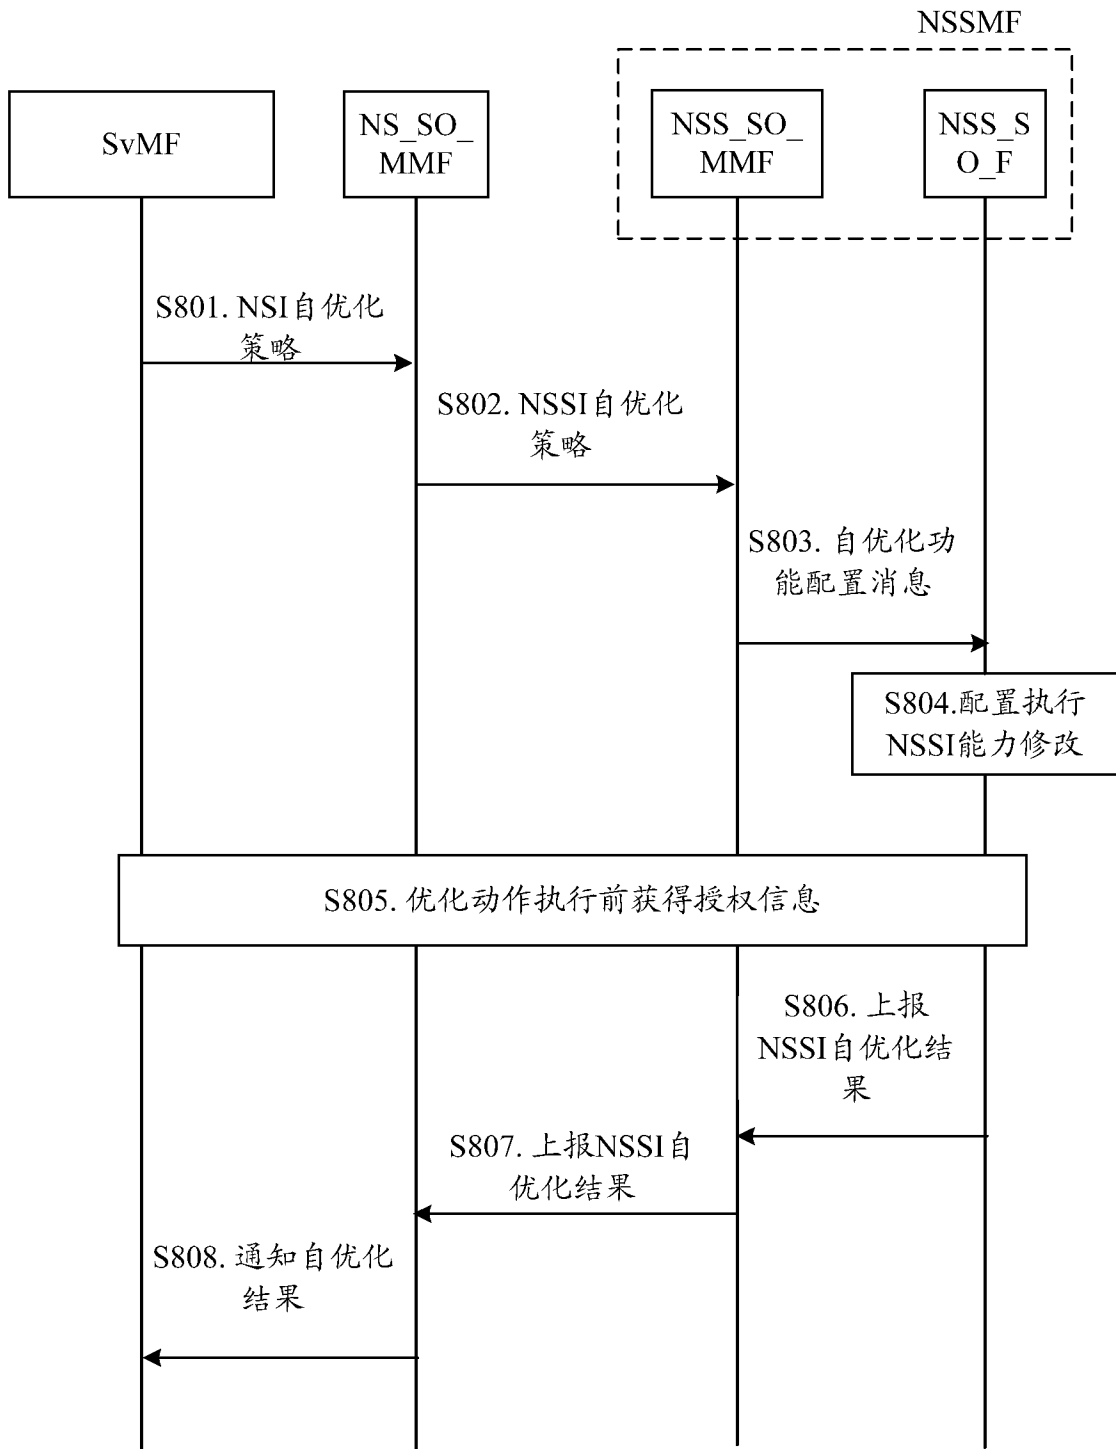 NSSMF
SvMF
NS_SO_
MMF
NSS_SO_
MMF
NSS_S
O_F
S801. NSI自优化
策略
S802. NSSI自优化
策略
S803. 自优化功
能配置消息
S804.配置执行
NSSI能力修改
S805. 优化动作执行前获得授权信息
S806. 上报
NSSI自优化结
果
S807. 上报NSSI自
优化结果
S808. 通知自优化
结果